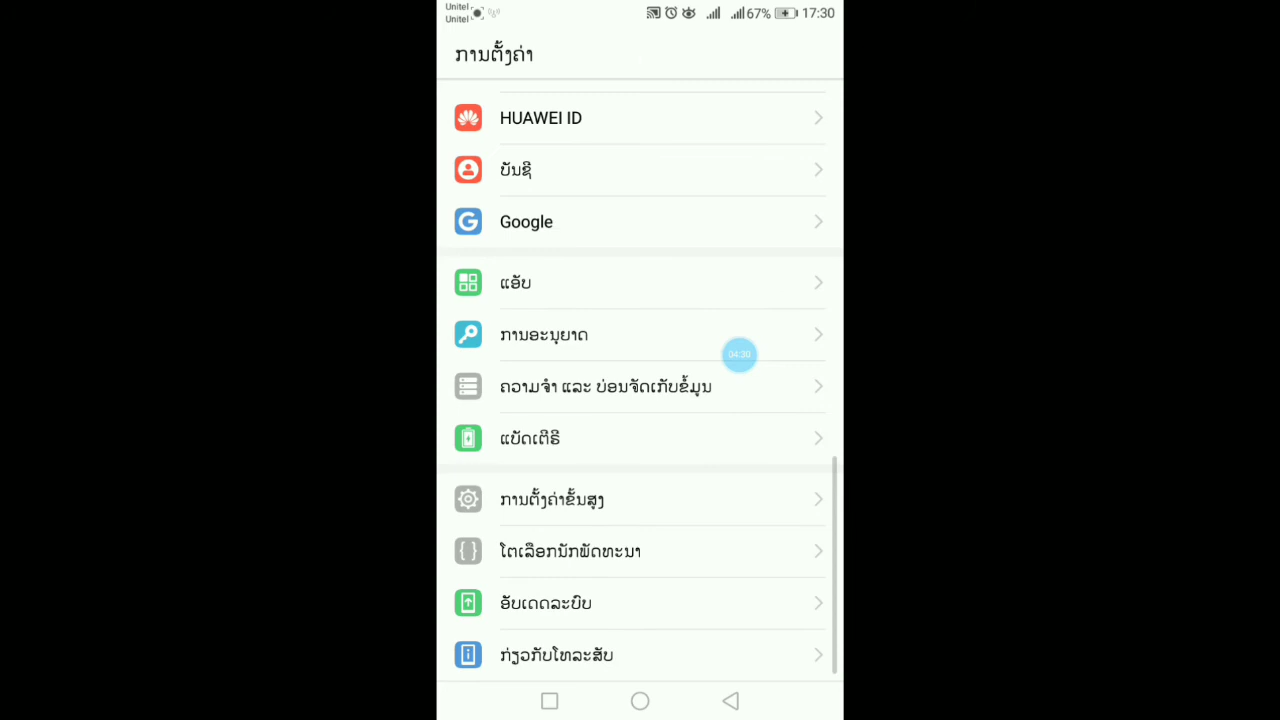 Unitel
Unitel
67%
17:30
ການຕັ້ງຄ່າ
HUAWEI ID
ບັນຊີ
Google
ແອັບ
ການອະນຸຍາດ
04:30
ຄວາມຈຳ ແລະ ບ່ອນຈັດເກັບຂໍ້ມູນ
ແບັດເຕີຣີ
ການຕັ້ງຄ່າຂັ້ນສູງ
ໂຕເລືອກນັກພັດທະນາ
ອັບເດດລະບົບ
ກ່ຽວກັບໂທລະສັບ